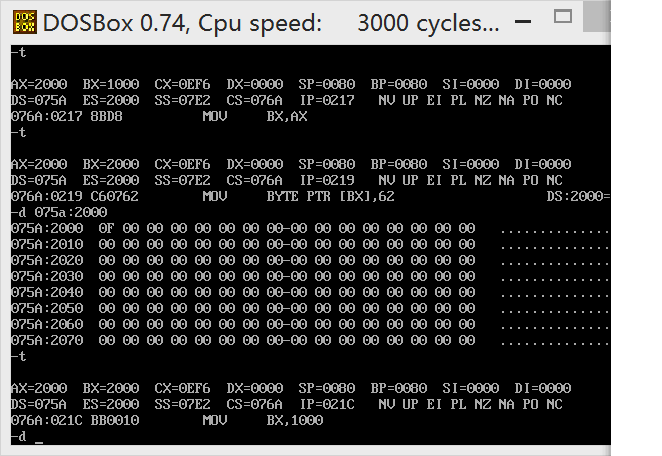 DOS BOX DOSBox 0.74, Cpu speed: 3000 cycles...
-t
AX=2000 BX=1000 CX=0EF6 DX=0000 SP=0080 BP=0080 SI=0000 DI=0000
DS=075A ES=2000 SS=07E2 CS=076A IP=0217 NV UP EI PL NZ NA PO NC
076A:0217 8BD8 MOV BX,AX
-t
AX=2000 BX=2000 CX=0EF6 DX=0000 SP=0080 BP=0080 SI=0000 DI=0000
DS=075A ES=2000 SS=07E2 CS=076A IP=0219 NV UP EI PL NZ NA PO NC
076A:0219 C60762 MOV BYTE PTR [BX],62 DS:2000=
-d 075a:2000
075A:2000 0F 00 00 00 00 00 00 00-00 00 00 00 00 00 00 00 ...............
075A:2010 00 00 00 00 00 00 00 00-00 00 00 00 00 00 00 00 ...............
075A:2020 00 00 00 00 00 00 00 00-00 00 00 00 00 00 00 00 ...............
075A:2030 00 00 00 00 00 00 00 00-00 00 00 00 00 00 00 00 ...............
075A:2040 00 00 00 00 00 00 00 00-00 00 00 00 00 00 00 00 ...............
075A:2050 00 00 00 00 00 00 00 00-00 00 00 00 00 00 00 00 ...............
075A:2060 00 00 00 00 00 00 00 00-00 00 00 00 00 00 00 00 ...............
075A:2070 00 00 00 00 00 00 00 00-00 00 00 00 00 00 00 00 ...............
-t
AX=2000 BX=2000 CX=0EF6 DX=0000 SP=0080 BP=0080 SI=0000 DI=0000
DS=075A ES=2000 SS=07E2 CS=076A IP=021C NV UP EI PL NZ NA PO NC
076A:021C BB0010 MOV BX,1000
-d _